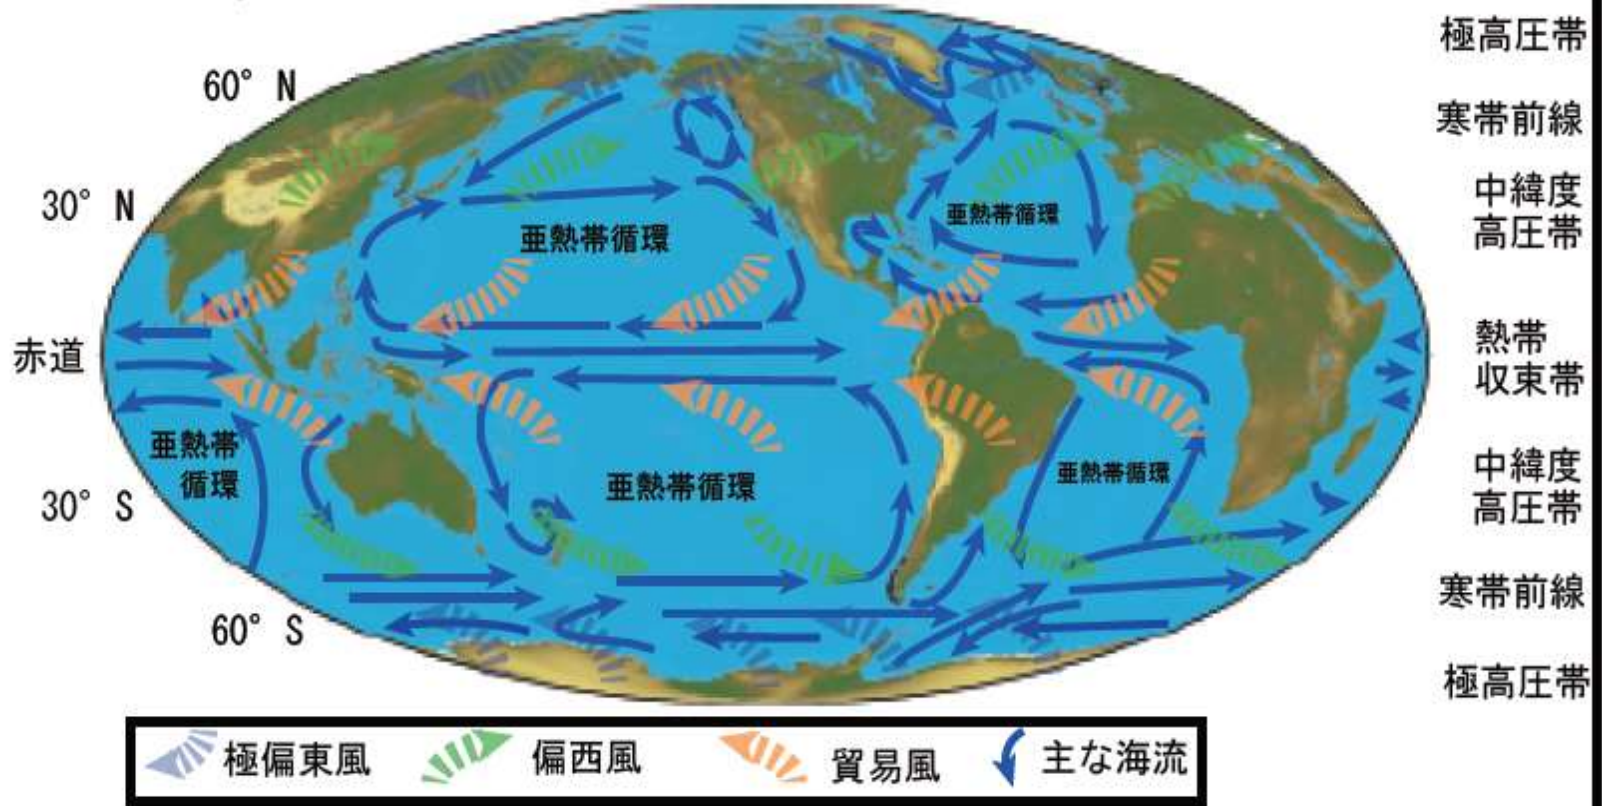 極高圧帯
60° N
寒帯前線
30° N
中緯度
高圧帯
亜熱帯循環
亜熱帯循環
赤道
熱帯
収束帯
亜熱帯
循環
亜熱帯循環
亜熱帯循環
中緯度
高圧帯
30° S
寒帯前線
60° S
極高圧帯
極偏東風
偏西風
貿易風
主な海流